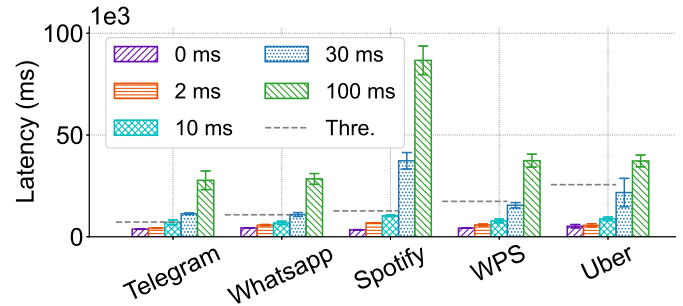 1e3
100
50
0
Latency (ms)
0 ms
2 ms
10 ms
30 ms
100 ms
Thre.
Telegram
Whatsapp
Spotify
WPS
Uber